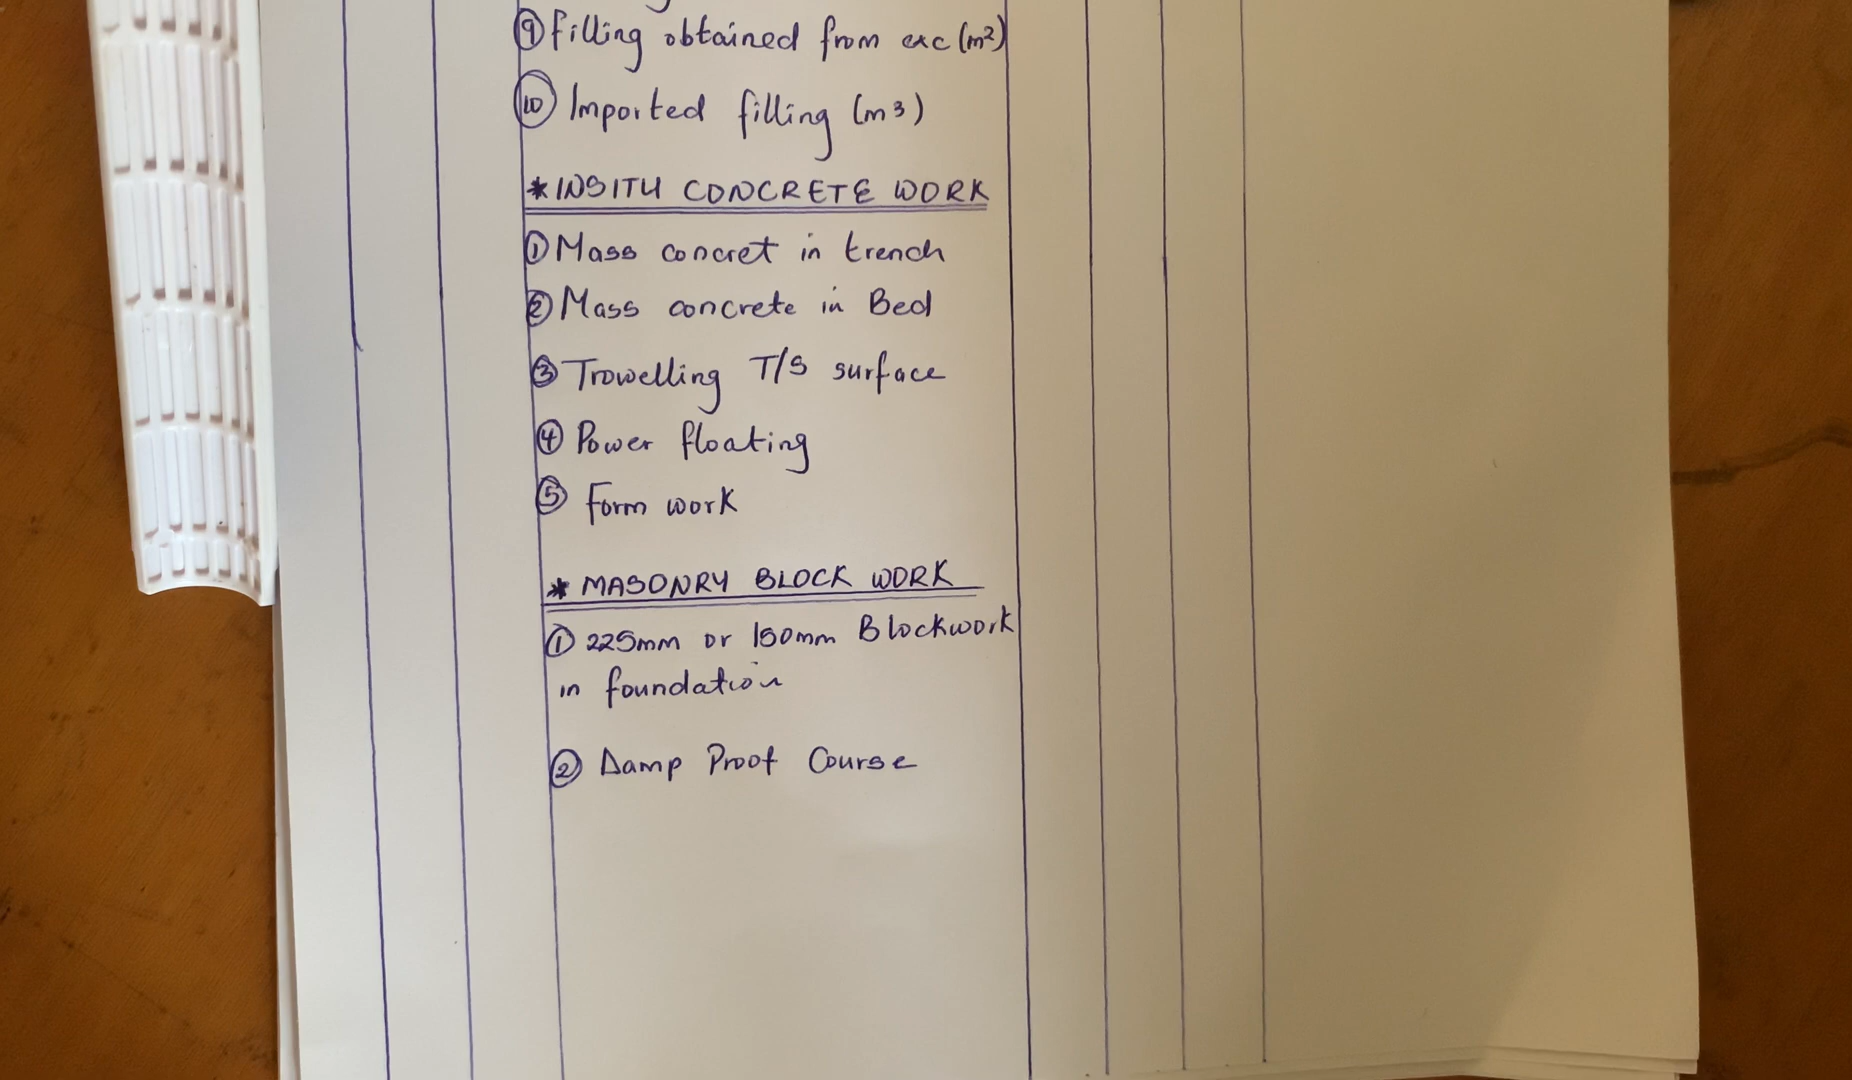 ⑨ Filling obtained from exc (m²)
⑩ Imported filling (m³)
* INSITU CONCRETE WORK
① Mass concret in trench
② Mass concrete in Bed
③ Trowelling T/S surface
④ Power floating
⑤ Form work
* MASONRY BLOCK WORK
① 225mm or 150mm Blockwork
in foundation
② Damp Proof Course